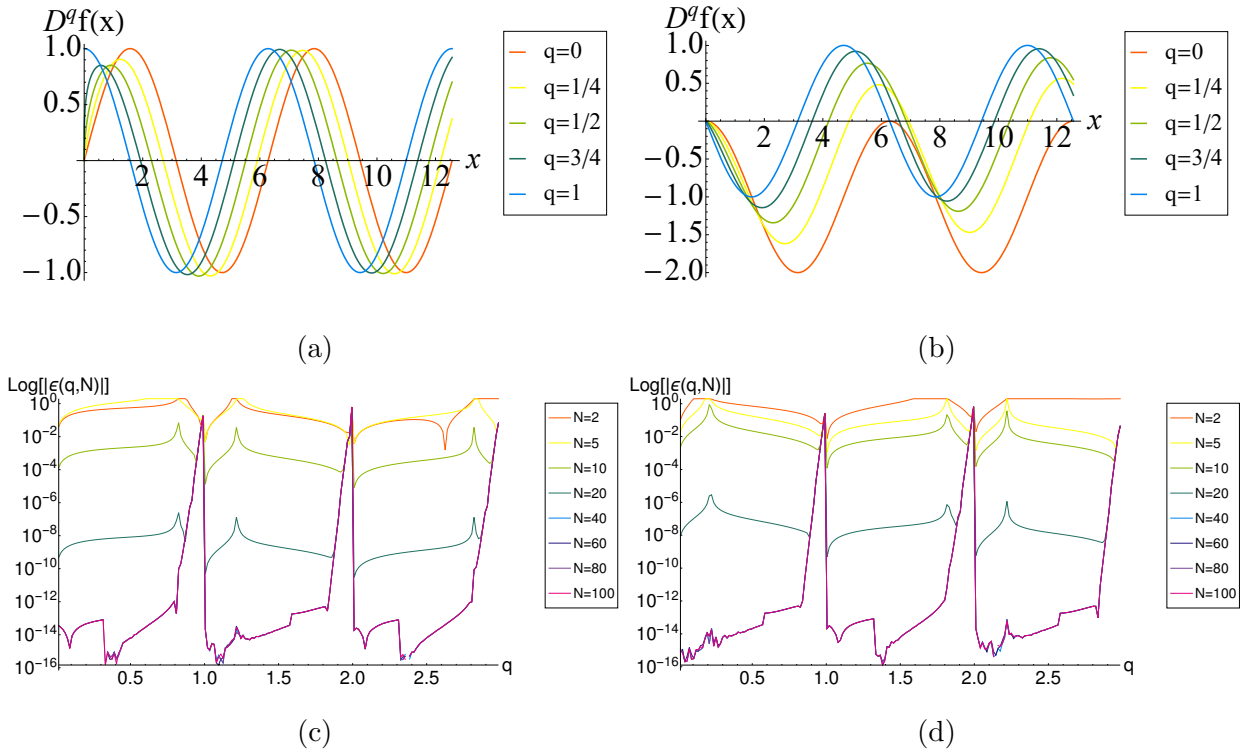 D^q f(x)
1.0
0.5
−0.5
−1.0
2
4
6
8
10
12
x
q=0
q=1/4
q=1/2
q=3/4
q=1
(a)
D^q f(x)
1.0
0.5
−0.5
−1.0
−1.5
−2.0
2
4
6
8
10
12
x
q=0
q=1/4
q=1/2
q=3/4
q=1
(b)
Log[|ϵ(q,N)|]
10^0
10^−2
10^−4
10^−6
10^−8
10^−10
10^−12
10^−14
10^−16
0.5
1.0
1.5
2.0
2.5
q
N=2
N=5
N=10
N=20
N=40
N=60
N=80
N=100
(c)
Log[|ϵ(q,N)|]
10^0
10^−2
10^−4
10^−6
10^−8
10^−10
10^−12
10^−14
10^−16
0.5
1.0
1.5
2.0
2.5
q
N=2
N=5
N=10
N=20
N=40
N=60
N=80
N=100
(d)